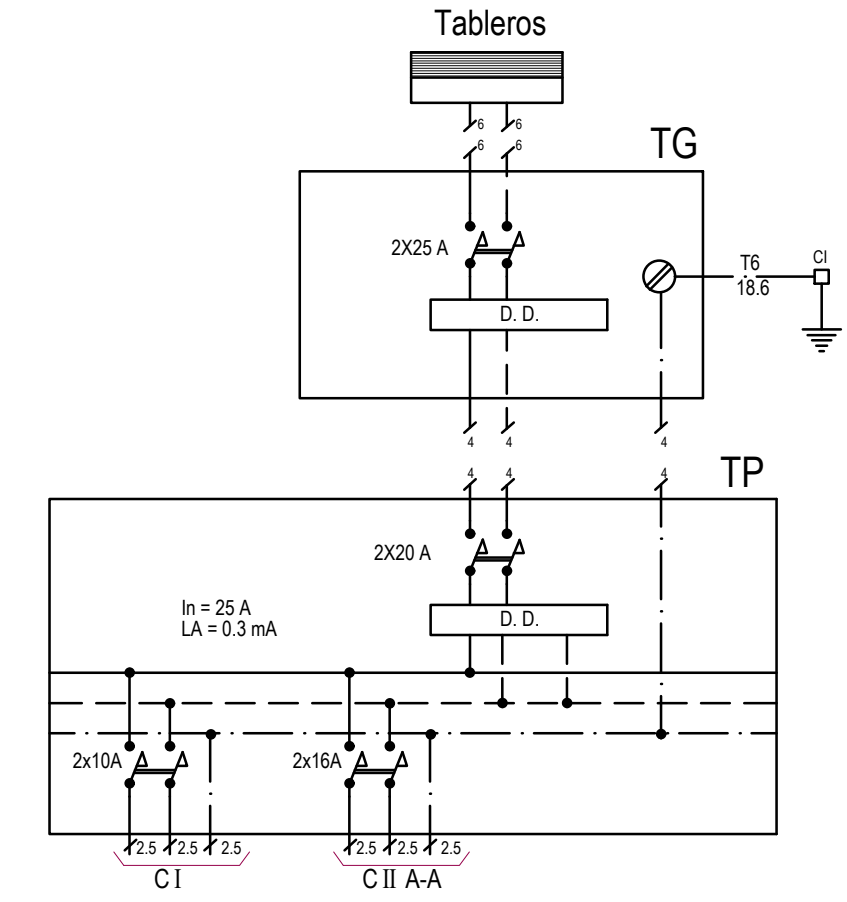 Tableros
6 6
6 6
TG
2X25 A
T6
18.6
CI
D. D.
4 4 4
4 4 4
TP
2X20 A
In = 25 A
LA = 0.3 mA
D. D.
2x10A
2x16A
2.5 2.5 2.5 2.5 2.5 2.5
C I
C II A-A